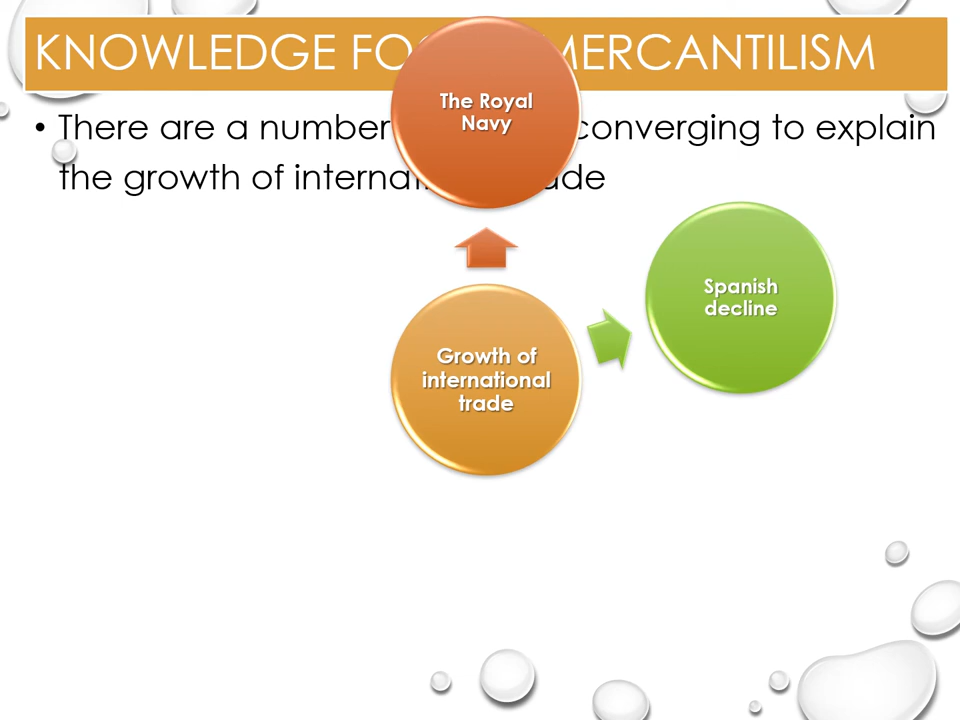 KNOWLEDGE FO MERCANTILISM
There are a number converging to explain
the growth of internati ade
The Royal
Navy
Spanish
decline
Growth of
international
trade